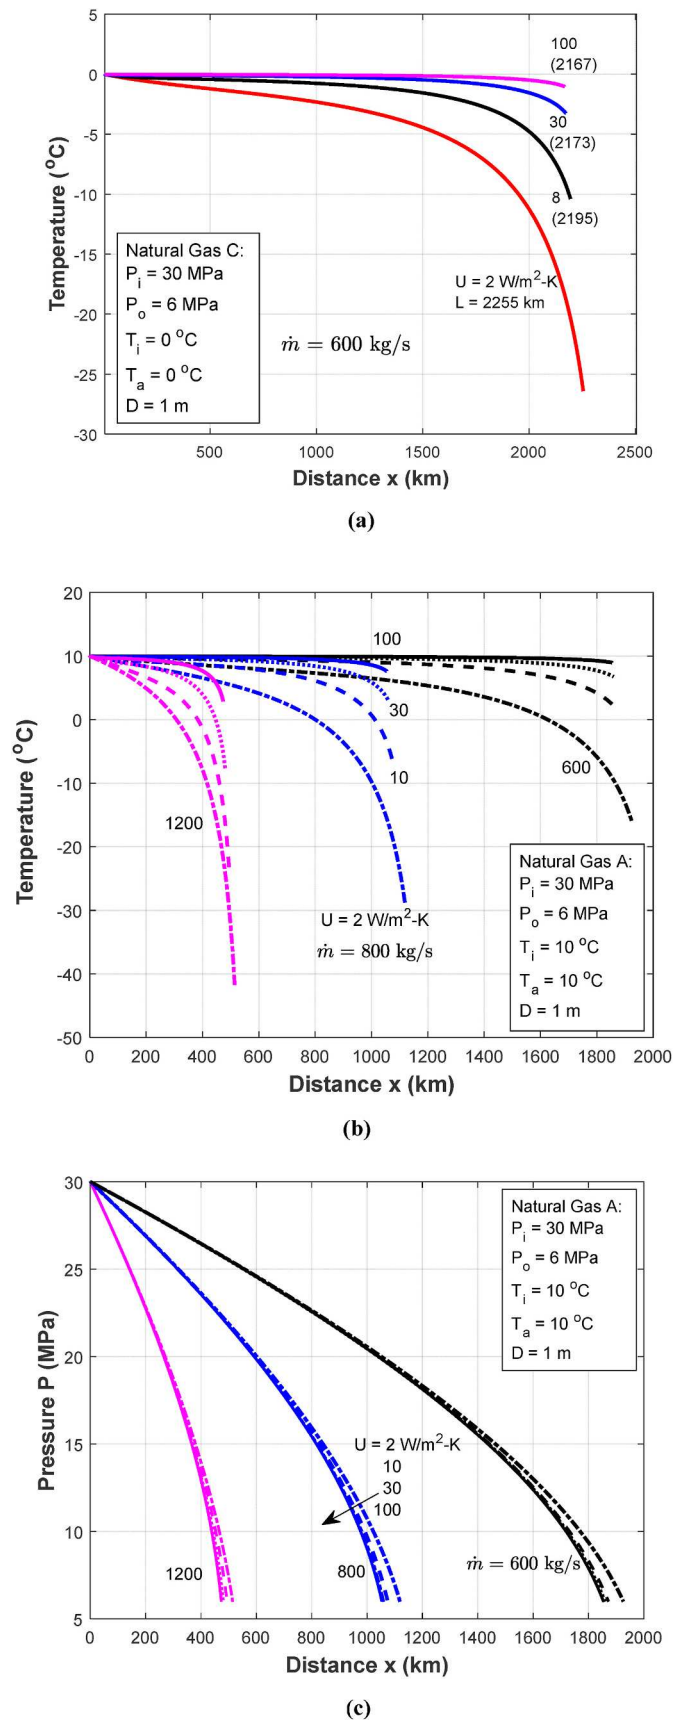 5
0
-5
-10
-15
-20
-25
-30
Temperature (°C)
100
(2167)
30
(2173)
8
(2195)
U = 2 W/m²-K
L = 2255 km
Natural Gas C:
P_i = 30 MPa
P_o = 6 MPa
T_i = 0 °C
T_a = 0 °C
D = 1 m
ṁ = 600 kg/s
500 1000 1500 2000 2500
Distance x (km)
(a)
20
10
0
-10
-20
-30
-40
-50
Temperature (°C)
100
30
10
600
1200
U = 2 W/m²-K
ṁ = 800 kg/s
Natural Gas A:
P_i = 30 MPa
P_o = 6 MPa
T_i = 10 °C
T_a = 10 °C
D = 1 m
0 200 400 600 800 1000 1200 1400 1600 1800 2000
Distance x (km)
(b)
30
25
20
15
10
5
Pressure P (MPa)
Natural Gas A:
P_i = 30 MPa
P_o = 6 MPa
T_i = 10 °C
T_a = 10 °C
D = 1 m
U = 2 W/m²-K
10
30
100
1200
800
ṁ = 600 kg/s
0 200 400 600 800 1000 1200 1400 1600 1800 2000
Distance x (km)
(c)